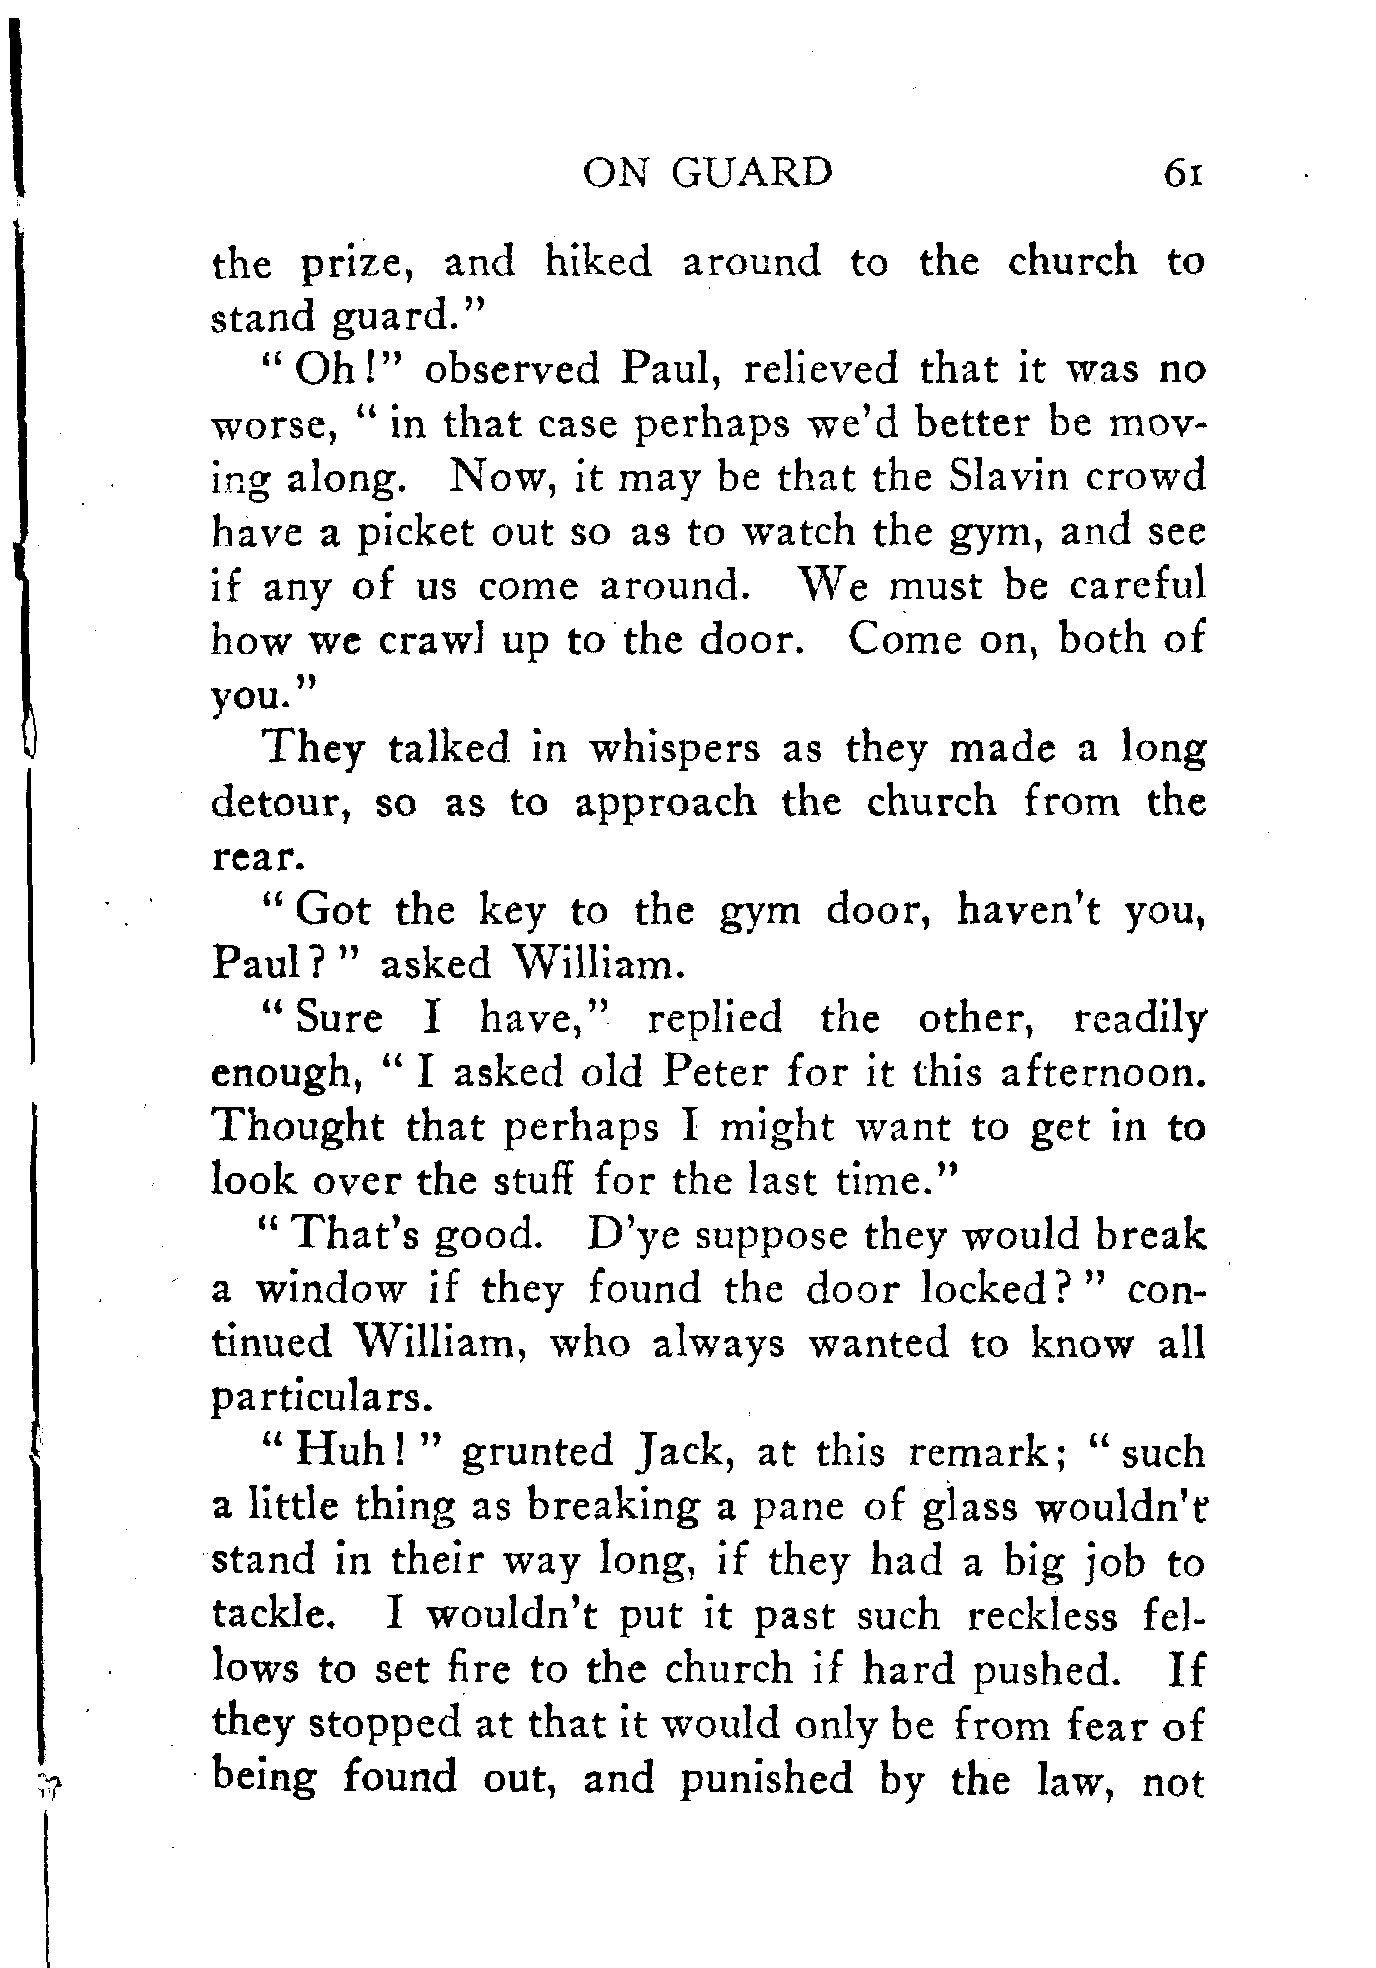 ON GUARD 61
the prize, and hiked around to the church to
stand guard."
"Oh!" observed Paul, relieved that it was no
worse, "in that case perhaps we'd better be mov-
ing along. Now, it may be that the Slavin crowd
have a picket out so as to watch the gym, and see
if any of us come around. We must be careful
how we crawl up to the door. Come on, both of
you."
They talked in whispers as they made a long
detour, so as to approach the church from the
rear.
"Got the key to the gym door, haven't you,
Paul?" asked William.
"Sure I have," replied the other, readily
enough, "I asked old Peter for it this afternoon.
Thought that perhaps I might want to get in to
look over the stuff for the last time."
"That's good. D'ye suppose they would break
a window if they found the door locked?" con-
tinued William, who always wanted to know all
particulars.
"Huh!" grunted Jack, at this remark; "such
a little thing as breaking a pane of glass wouldn't
stand in their way long, if they had a big job to
tackle. I wouldn't put it past such reckless fel-
lows to set fire to the church if hard pushed. If
they stopped at that it would only be from fear of
being found out, and punished by the law, not